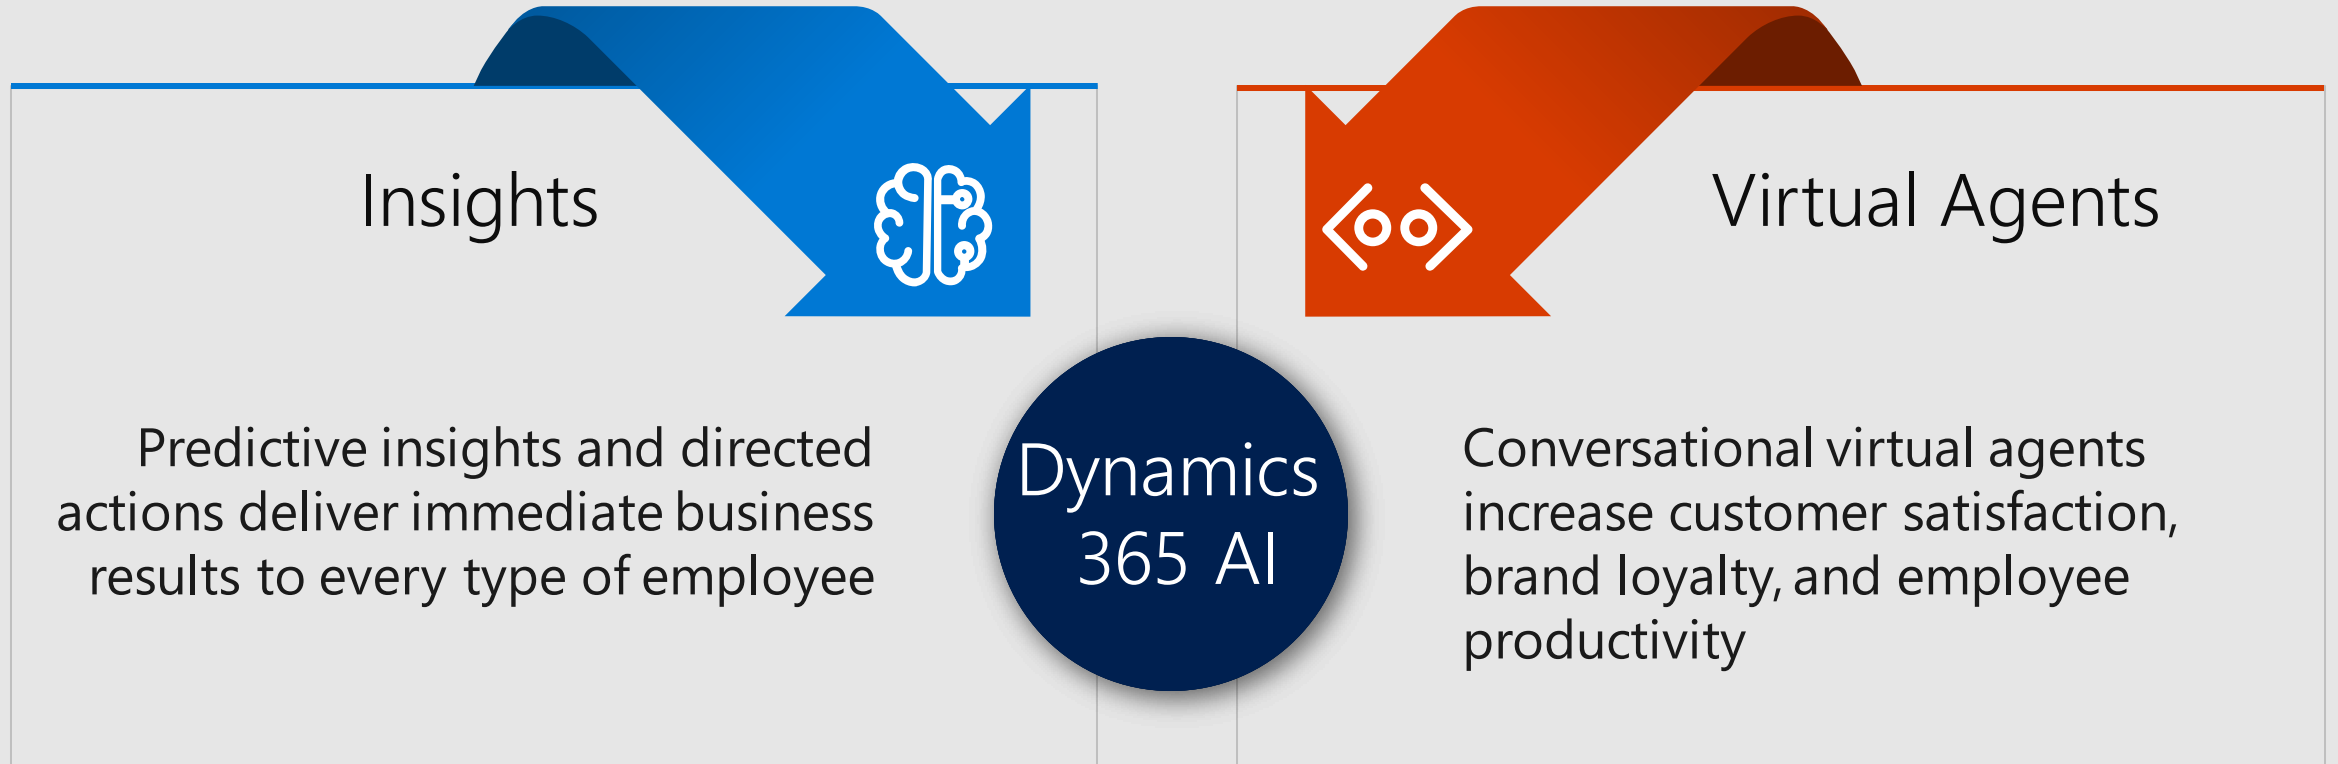 Insights
Predictive insights and directed
actions deliver immediate business
results to every type of employee
Dynamics
365 AI
Virtual Agents
Conversational virtual agents
increase customer satisfaction,
brand loyalty, and employee
productivity